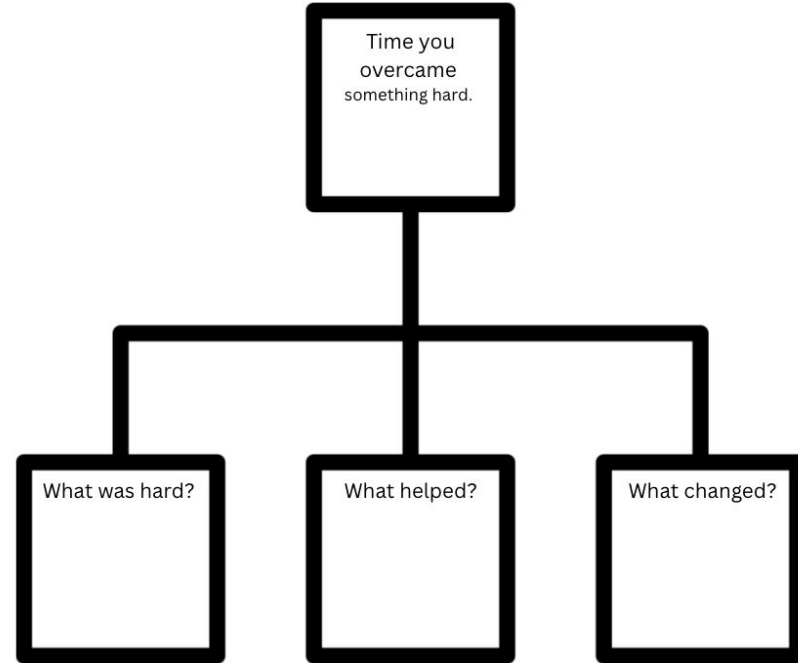 Time you
overcame
something hard.
What was hard?
What helped?
What changed?